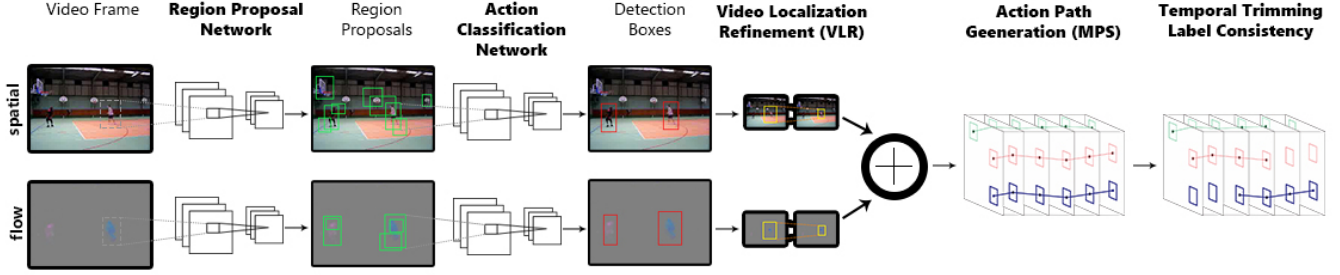 Video Frame
Region Proposal
Network
Region
Proposals
Action
Classification
Network
Detection
Boxes
Video Localization
Refinement (VLR)
Action Path
Geeneration (MPS)
Temporal Trimming
Label Consistency
spatial
flow